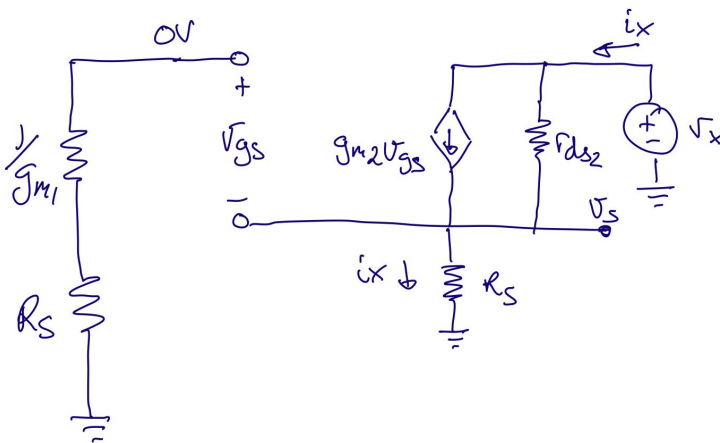 0V
ix
+
1/gm1
Vgs
gm2Vgs
rds2
+
-
Vx
-
Vs
ix ↓
Rs
Rs